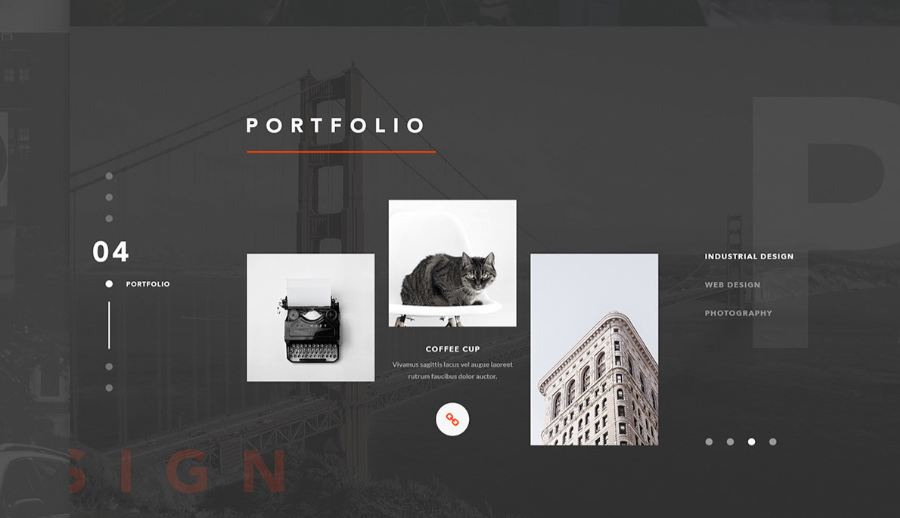 PORTFOLIO
04
PORTFOLIO
COFFEE CUP
Vivamus sagittis lacus vel augue laoreet
rutrum faucibus dolor auctor.
INDUSTRIAL DESIGN
WEB DESIGN
PHOTOGRAPHY
P
SIGN